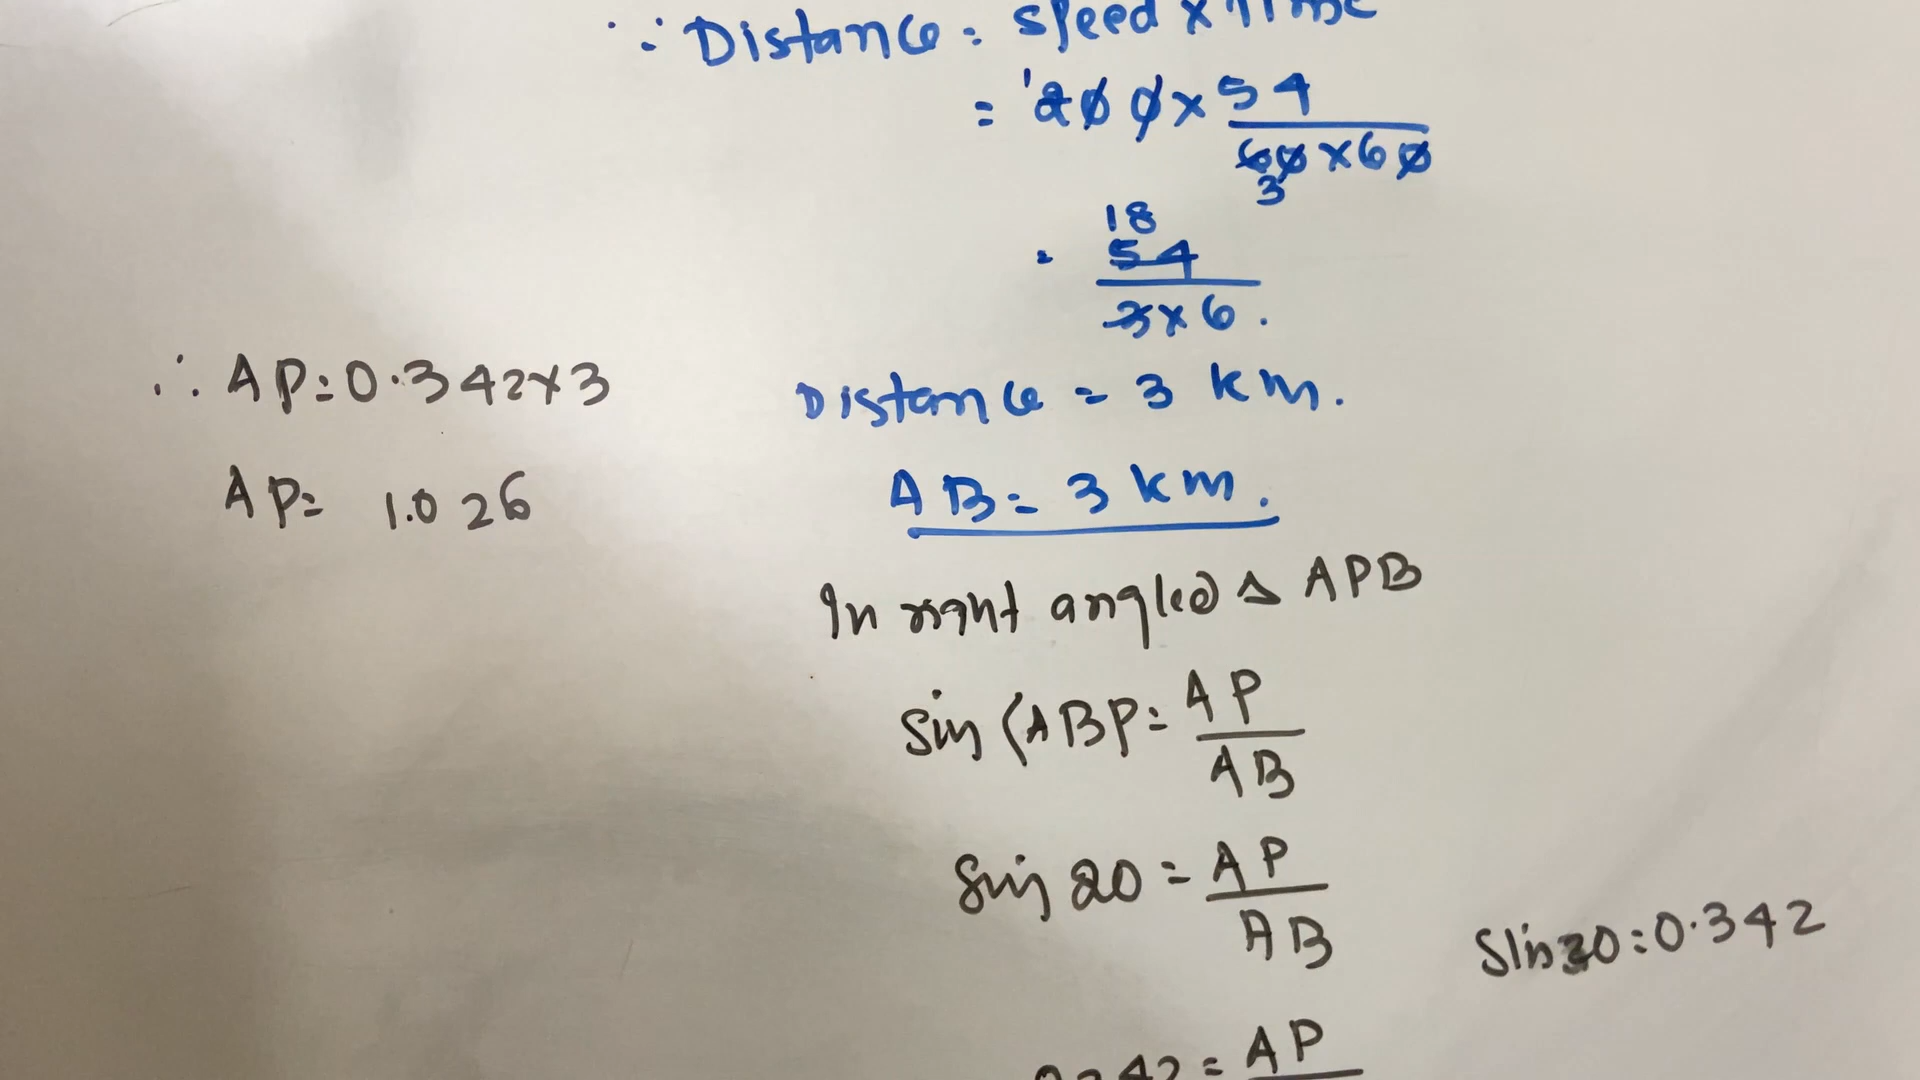 ∴ Distance = speed × Time
= 200 × 54
60 × 60
3
18
= 54
3 × 6.
Distance = 3 km.
AB = 3 km.
In right angled Δ APB
Sin (ABP = AP
AB
Sin 20 = AP
AB
Sin 20 = 0.342
= AP
∴ AP = 0.342 × 3
AP = 1.026